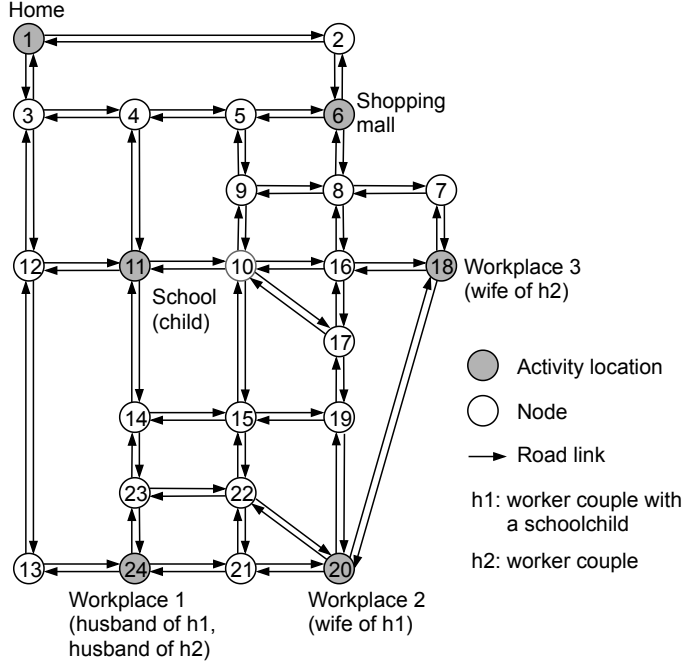 Home
1
2
Shopping
mall
3
4
5
6
9
8
7
12
11
10
16
18
School
(child)
Workplace 3
(wife of h2)
17
Activity location
14
15
19
Node
Road link
23
22
h1: worker couple with
a schoolchild
h2: worker couple
13
24
21
20
Workplace 1
(husband of h1,
husband of h2)
Workplace 2
(wife of h1)